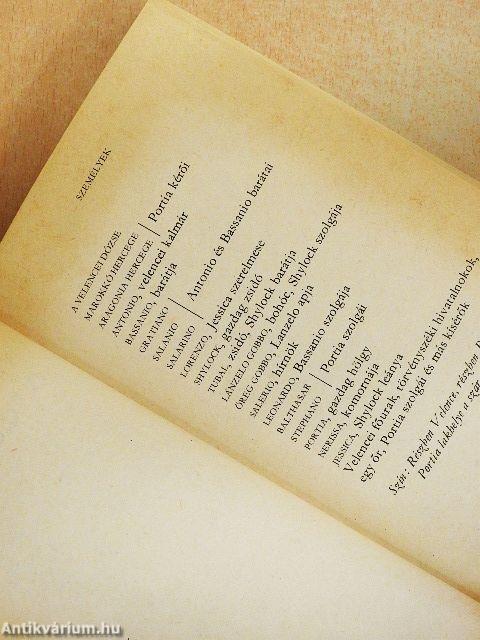 SZEMÉLYEK
A VELENCEI DÓZSE
MAROKKÓ HERCEGE
ARAGÓNIA HERCEGE
Portia kérői
ANTONIO, velencei kalmár
BASSANIO, barátja
GRATIANO
SALANIO
SALARINO
Antonio és Bassanio barátai
LORENZO, Jessica szerelmese
SHYLOCK, gazdag zsidó
TUBAL, zsidó, Shylock barátja
LANZELO GOBBO, bohóc, Shylock szolgája
ÖREG GOBBO, Lanzelo apja
SALERIO, hírnök
LEONARDO, Bassanio szolgája
BALTHASAR
STEPHANO
Portia szolgái
PORTIA, gazdag hölgy
NERISSA, komornája
JESSICA, Shylock leánya
Velencei főurak, törvényszéki hivatalnokok,
egy őr, Portia szolgái és más kísérők
Szín: Részben Velence, részben
Portia lakhelye a
Antikvárium.hu